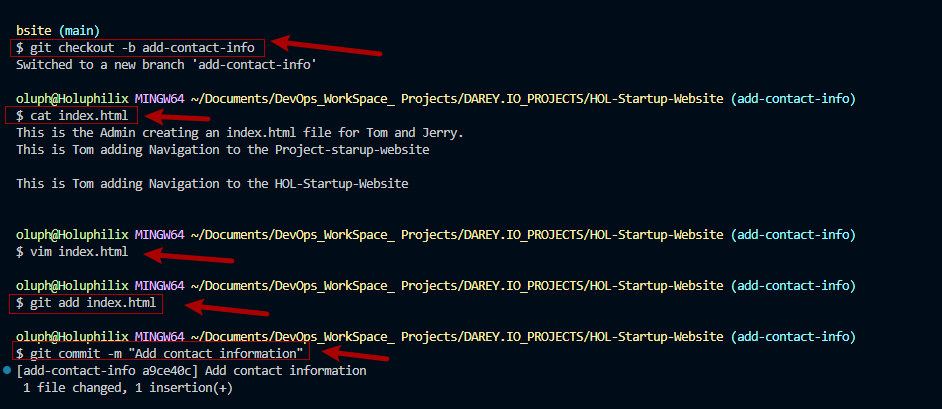 bsite (main)
$ git checkout -b add-contact-info
Switched to a new branch 'add-contact-info'
oluph@Holuphilix MINGW64 ~/Documents/DevOps_WorkSpace_ Projects/DAREY.IO_PROJECTS/HOL-Startup-Website (add-contact-info)
$ cat index.html
This is the Admin creating an index.html file for Tom and Jerry.
This is Tom adding Navigation to the Project-starup-website
This is Tom adding Navigation to the HOL-Startup-Website
oluph@Holuphilix MINGW64 ~/Documents/DevOps_WorkSpace_ Projects/DAREY.IO_PROJECTS/HOL-Startup-Website (add-contact-info)
$ vim index.html
oluph@Holuphilix MINGW64 ~/Documents/DevOps_WorkSpace_ Projects/DAREY.IO_PROJECTS/HOL-Startup-Website (add-contact-info)
$ git add index.html
oluph@Holuphilix MINGW64 ~/Documents/DevOps_WorkSpace_ Projects/DAREY.IO_PROJECTS/HOL-Startup-Website (add-contact-info)
$ git commit -m "Add contact information"
[add-contact-info a9ce40c] Add contact information
1 file changed, 1 insertion(+)